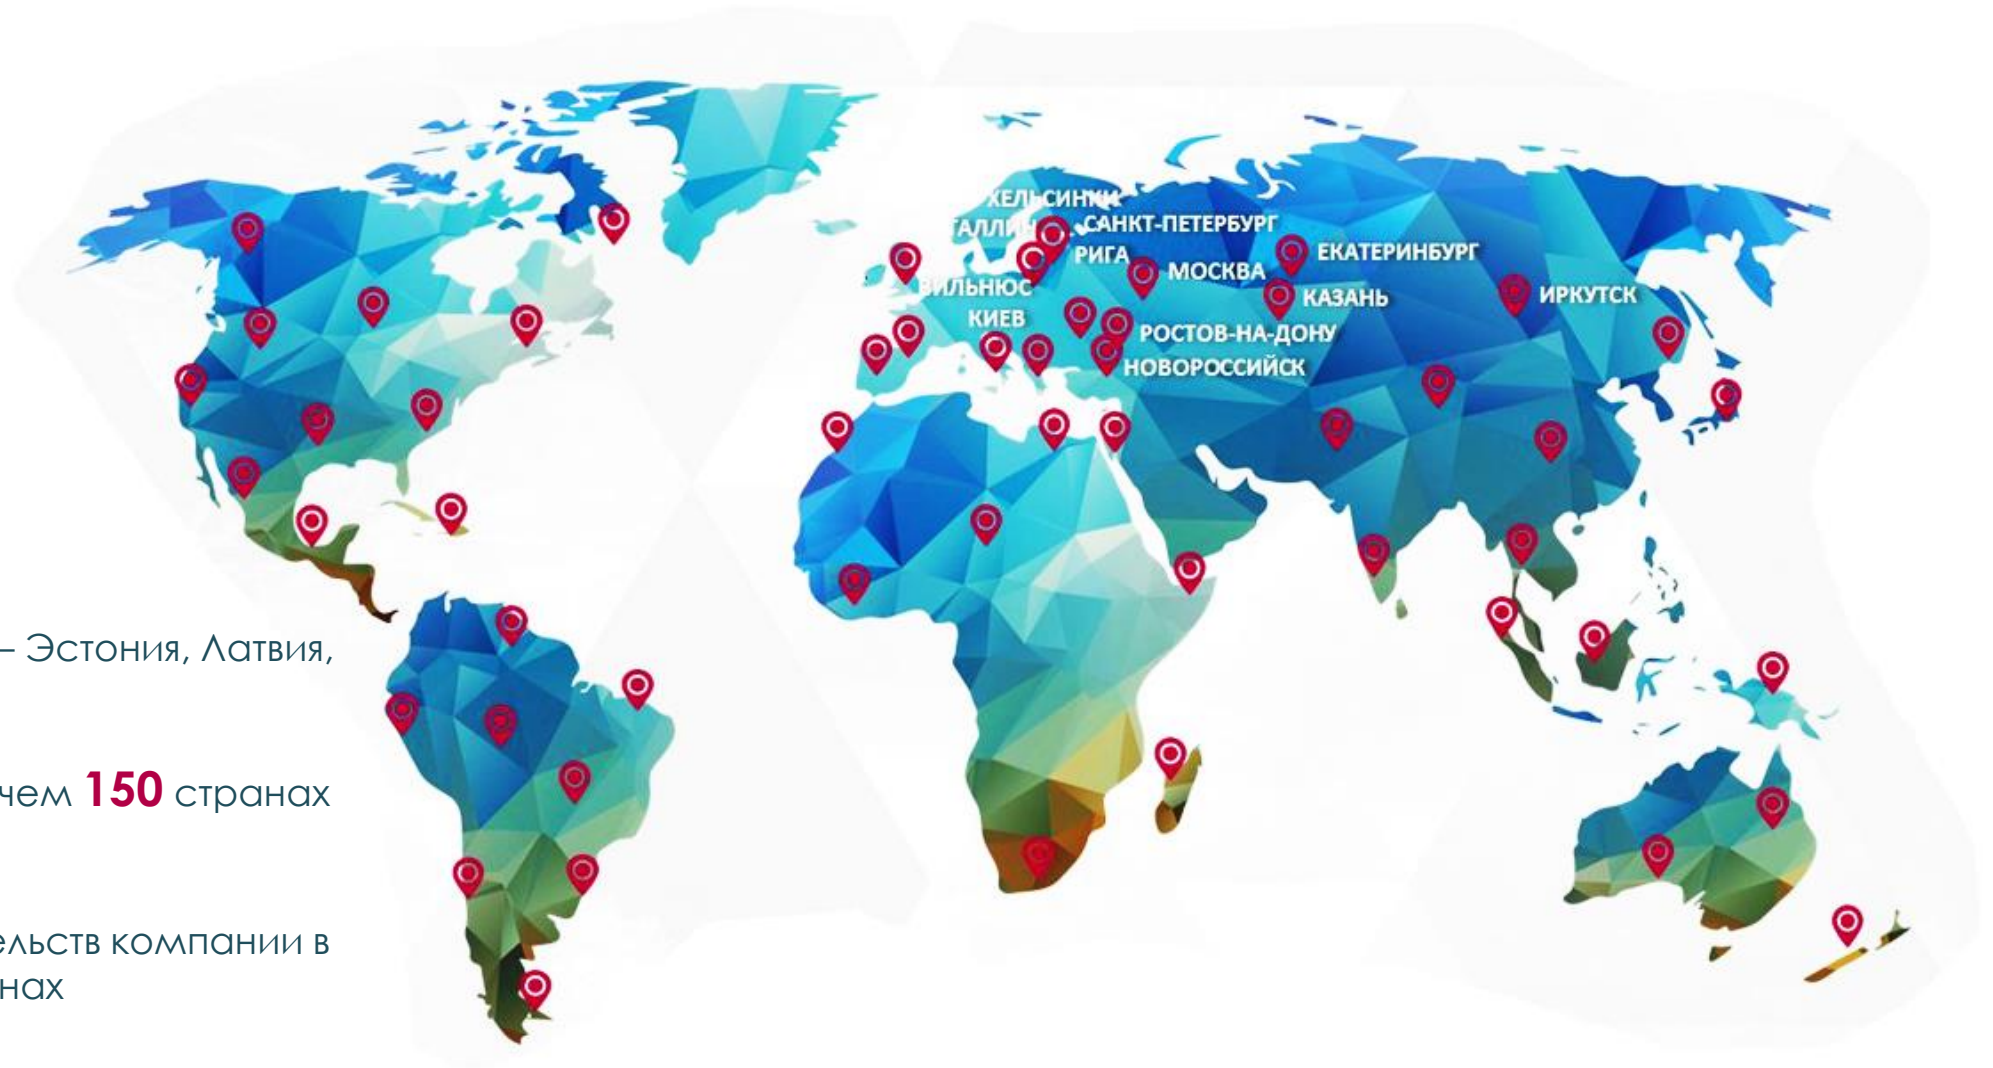 ХЕЛЬСИНКИ
ТАЛЛИН
САНКТ-ПЕТЕРБУРГ
РИГА
МОСКВА
ЕКАТЕРИНБУРГ
КАЗАНЬ
ИРКУТСК
ВИЛЬНЮС
КИЕВ
РОСТОВ-НА-ДОНУ
НОВОРОССИЙСК
– Эстония, Латвия,
чем 150 странах
ельств компании в
нах